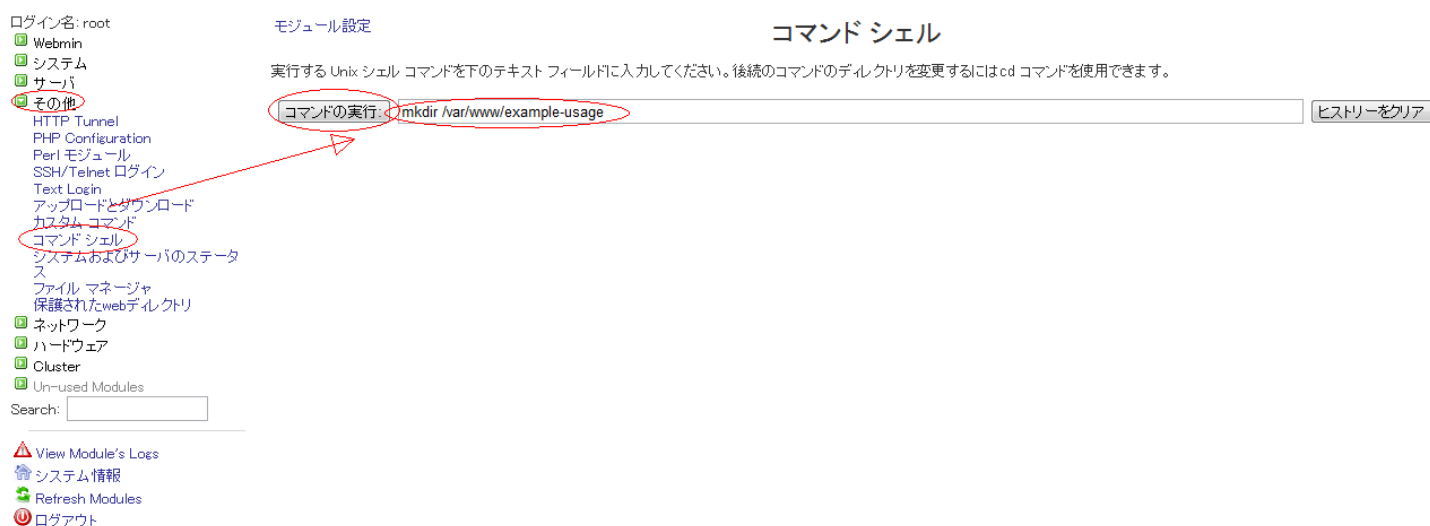 ログイン名: root
Webmin
システム
サーバ
その他
HTTP Tunnel
PHP Configuration
Perl モジュール
SSH/Telnet ログイン
Text Login
アップロードとダウンロード
カスタム コマンド
コマンド シェル
システムおよびサーバのステータ
ス
ファイル マネージャ
保護されたwebディレクトリ
ネットワーク
ハードウェア
Cluster
Un-used Modules
Search:
View Module's Logs
システム情報
Refresh Modules
ログアウト
モジュール設定
コマンド シェル
実行する Unix シェル コマンドを下のテキスト フィールドに入力してください。後続のコマンドのディレクトリを変更するにはcd コマンドを使用できます。
コマンドの実行: mkdir /var/www/example-usage ヒストリーをクリア